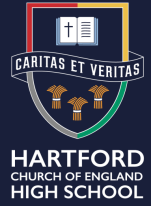 CARITAS ET VERITAS
HARTFORD
CHURCH OF ENGLAND
HIGH SCHOOL